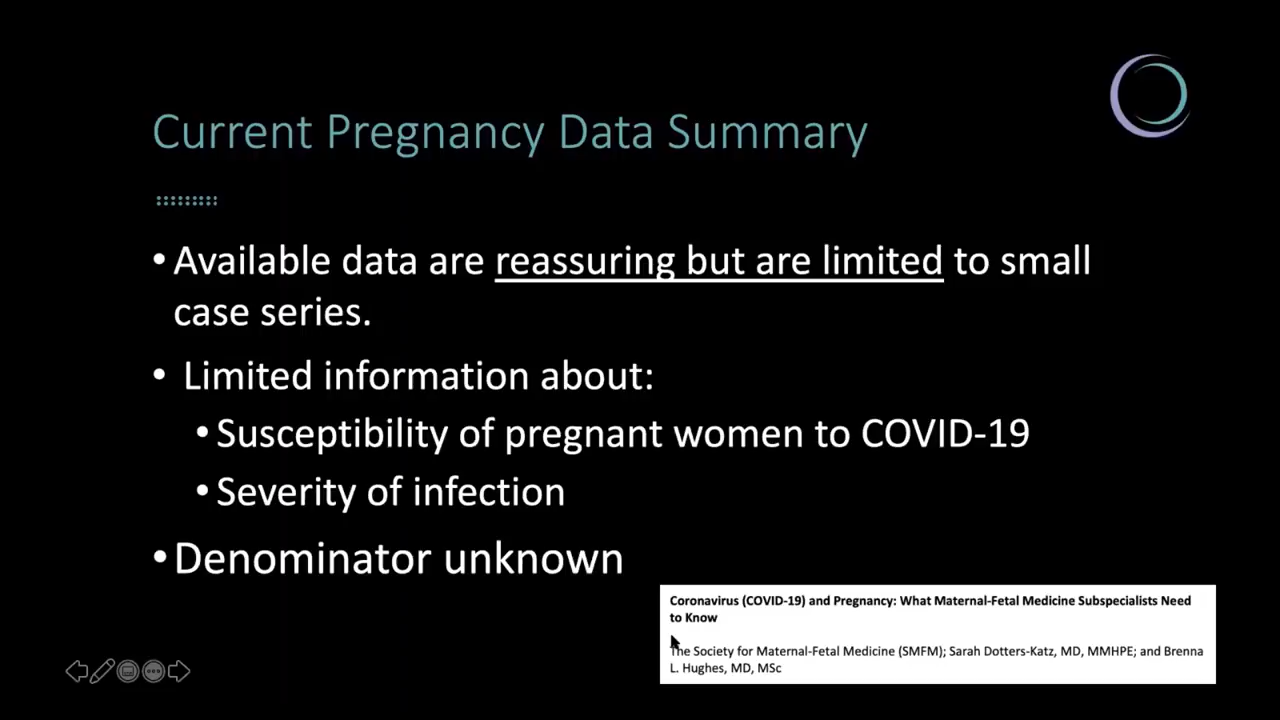 Current Pregnancy Data Summary
• Available data are reassuring but are limited to small
case series.
• Limited information about:
• Susceptibility of pregnant women to COVID-19
• Severity of infection
• Denominator unknown
Coronavirus (COVID-19) and Pregnancy: What Maternal-Fetal Medicine Subspecialists Need
to Know
The Society for Maternal-Fetal Medicine (SMFM); Sarah Dotters-Katz, MD, MMHPE; and Brenna
L. Hughes, MD, MSc